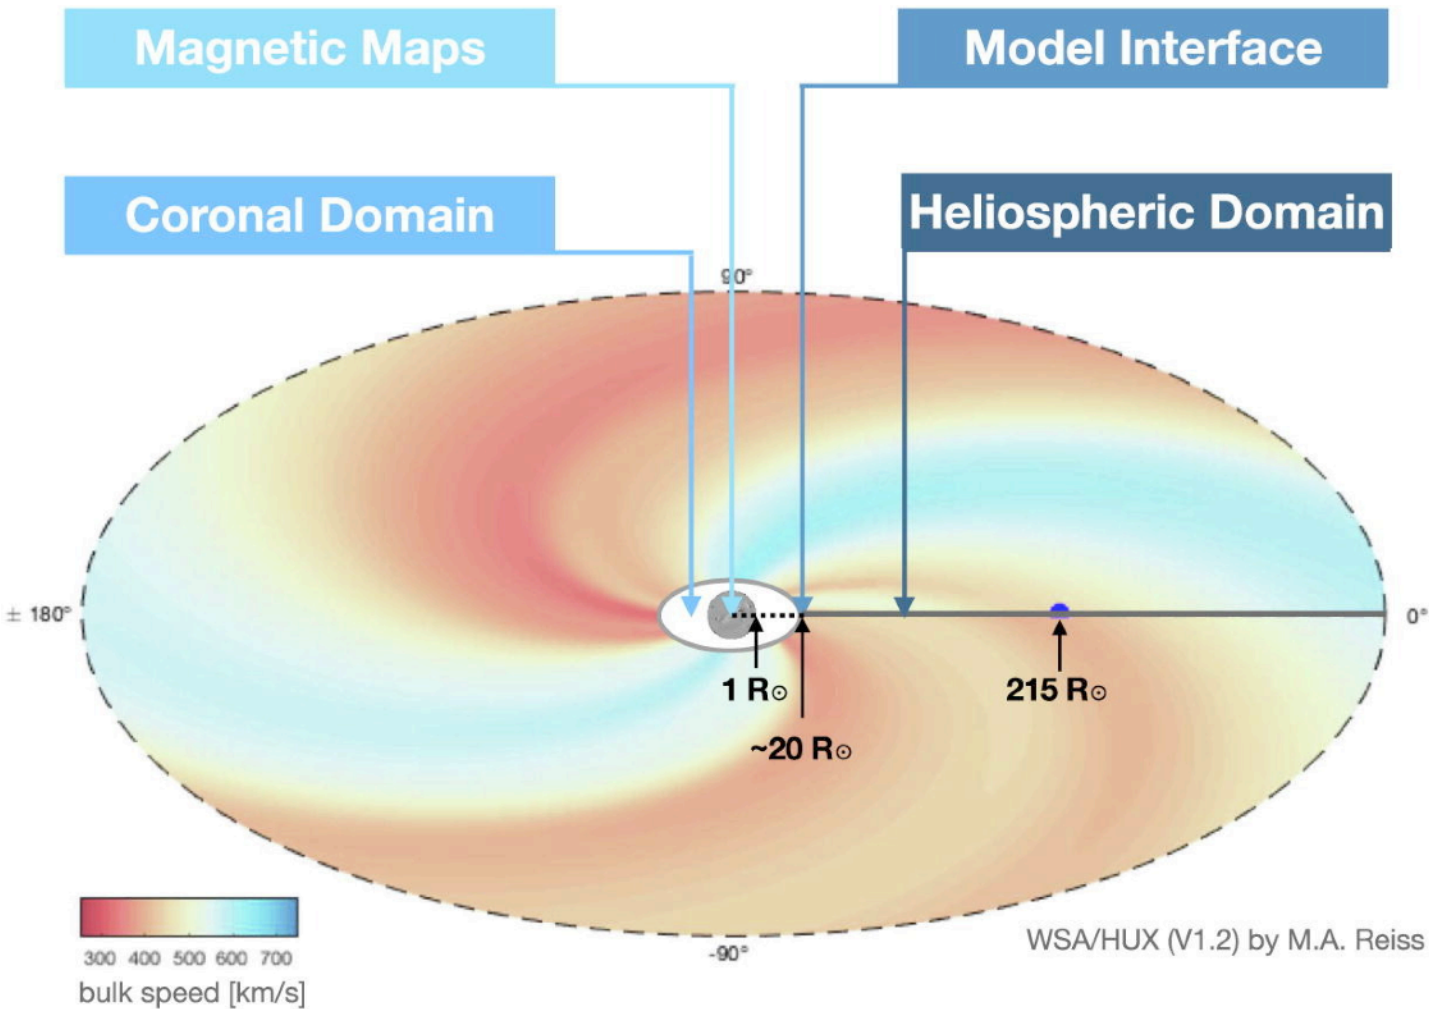 Magnetic Maps
Model Interface
Coronal Domain
Heliospheric Domain
90°
± 180°
0°
1 R☉
215 R☉
~20 R☉
300 400 500 600 700
bulk speed [km/s]
-90°
WSA/HUX (V1.2) by M.A. Reiss